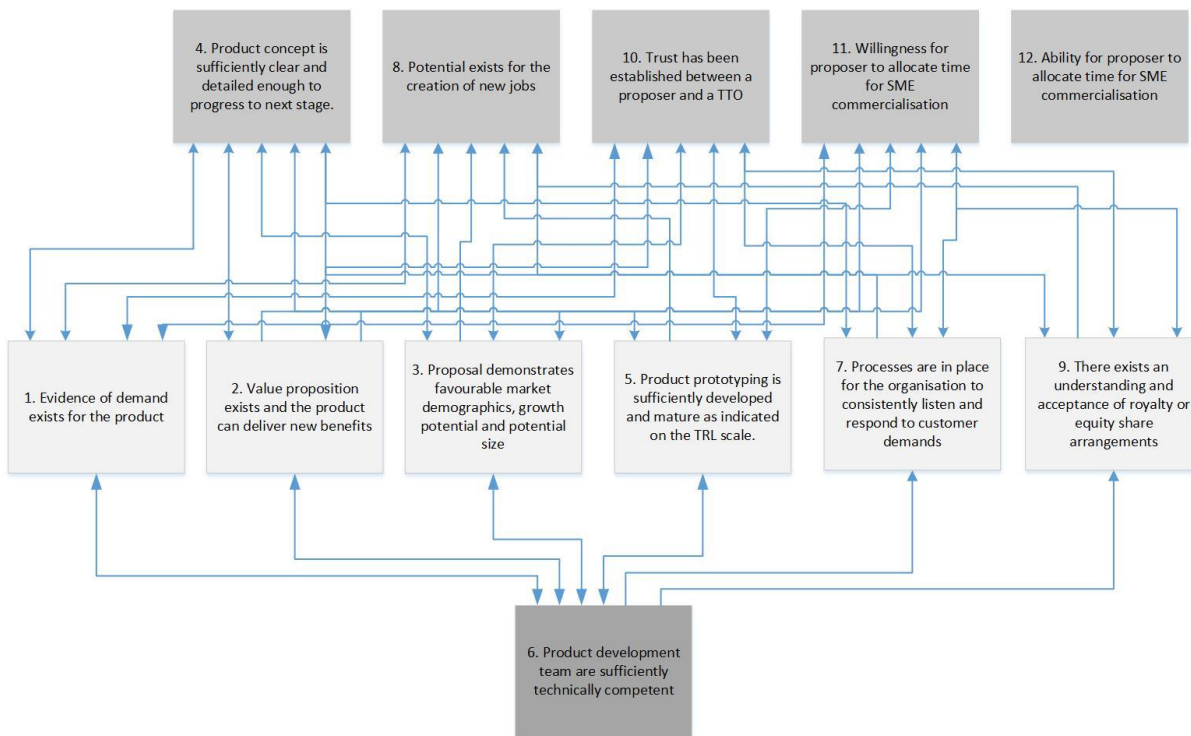 4. Product concept is
sufficiently clear and
detailed enough to
progress to next stage.
8. Potential exists for the
creation of new jobs
10. Trust has been
established between a
proposer and a TTO
11. Willingness for
proposer to allocate time
for SME
commercialisation
12. Ability for proposer to
allocate time for SME
commercialisation
1. Evidence of demand
exists for the product
2. Value proposition
exists and the product
can deliver new benefits
3. Proposal demonstrates
favourable market
demographics, growth
potential and potential
size
5. Product prototyping is
sufficiently developed
and mature as indicated
on the TRL scale.
7. Processes are in place
for the organisation to
consistently listen and
respond to customer
demands
9. There exists an
understanding and
acceptance of royalty or
equity share
arrangements
6. Product development
team are sufficiently
technically competent